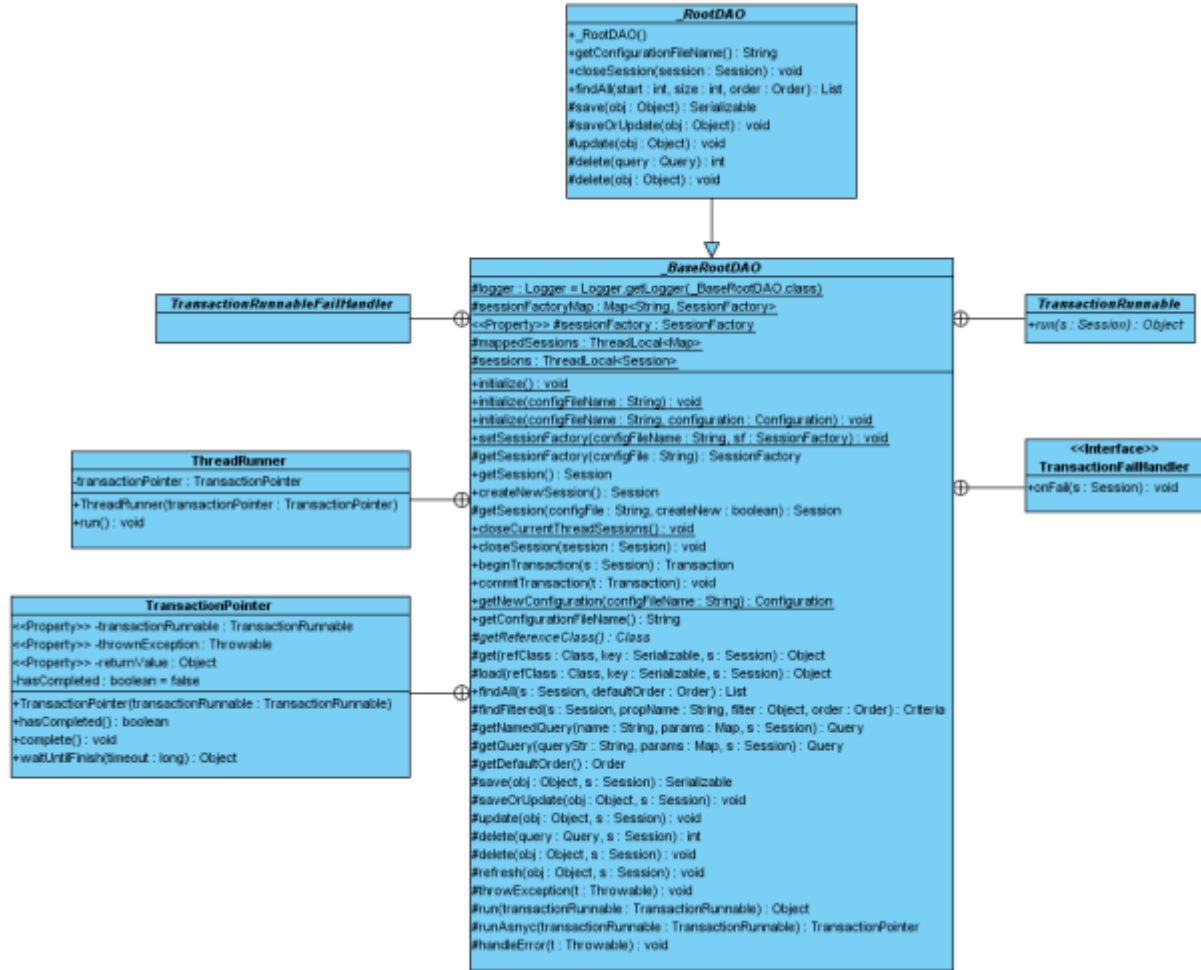 _RootDAO
+_RootDAO()
+getConfigurationFileName() : String
+closeSession(session : Session) : void
+findAll(start : int, size : int, order : Order) : List
#save(obj : Object) : Serializable
#saveOrUpdate(obj : Object) : void
#update(obj : Object) : void
#delete(query : Query) : int
#delete(obj : Object) : void
_BaseRootDAO
#logger : Logger = Logger.getLogger(_BaseRootDAO.class)
#sessionFactoryMap : Map<String, SessionFactory>
<<Property>> #sessionFactory : SessionFactory
#mappedSessions : ThreadLocal<Map>
#sessions : ThreadLocal<Session>
+initialize() : void
+initialize(configFileName : String) : void
+initialize(configFileName : String, configuration : Configuration) : void
+setSessionFactory(configFileName : String, sf : SessionFactory) : void
#getSessionFactory(configFile : String) : SessionFactory
+getSession() : Session
+createNewSession() : Session
#getSession(configFile : String, createNew : boolean) : Session
+closeCurrentThreadSessions() : void
+closeSession(session : Session) : void
+beginTransaction(s : Session) : Transaction
+commitTransaction(t : Transaction) : void
+getNewConfiguration(configFileName : String) : Configuration
+getConfigurationFileName() : String
#getReferenceClass() : Class
#get(refClass : Class, key : Serializable, s : Session) : Object
#load(refClass : Class, key : Serializable, s : Session) : Object
+findAll(s : Session, defaultOrder : Order) : List
#findFiltered(s : Session, propName : String, filter : Object, order : Order) : Criteria
#getNamedQuery(name : String, params : Map, s : Session) : Query
#getQuery(queryStr : String, params : Map, s : Session) : Query
#getDefaultOrder() : Order
#save(obj : Object, s : Session) : Serializable
#saveOrUpdate(obj : Object, s : Session) : void
#update(obj : Object, s : Session) : void
#delete(query : Query, s : Session) : int
#delete(obj : Object, s : Session) : void
#refresh(obj : Object, s : Session) : void
#throwException(t : Throwable) : void
#run(transactionRunnable : TransactionRunnable) : Object
#runAsnyc(transactionRunnable : TransactionRunnable) : TransactionPointer
#handleError(t : Throwable) : void
TransactionRunnableFailHandler
ThreadRunner
-transactionPointer : TransactionPointer
+ThreadRunner(transactionPointer : TransactionPointer)
+run() : void
TransactionPointer
<<Property>> -transactionRunnable : TransactionRunnable
<<Property>> -thrownException : Throwable
<<Property>> -returnValue : Object
-hasCompleted : boolean = false
+TransactionPointer(transactionRunnable : TransactionRunnable)
+hasCompleted() : boolean
+complete() : void
+waitUntilFinish(timeout : long) : Object
TransactionRunnable
+run(s : Session) : Object
<<Interface>>
TransactionFailHandler
+onFail(s : Session) : void